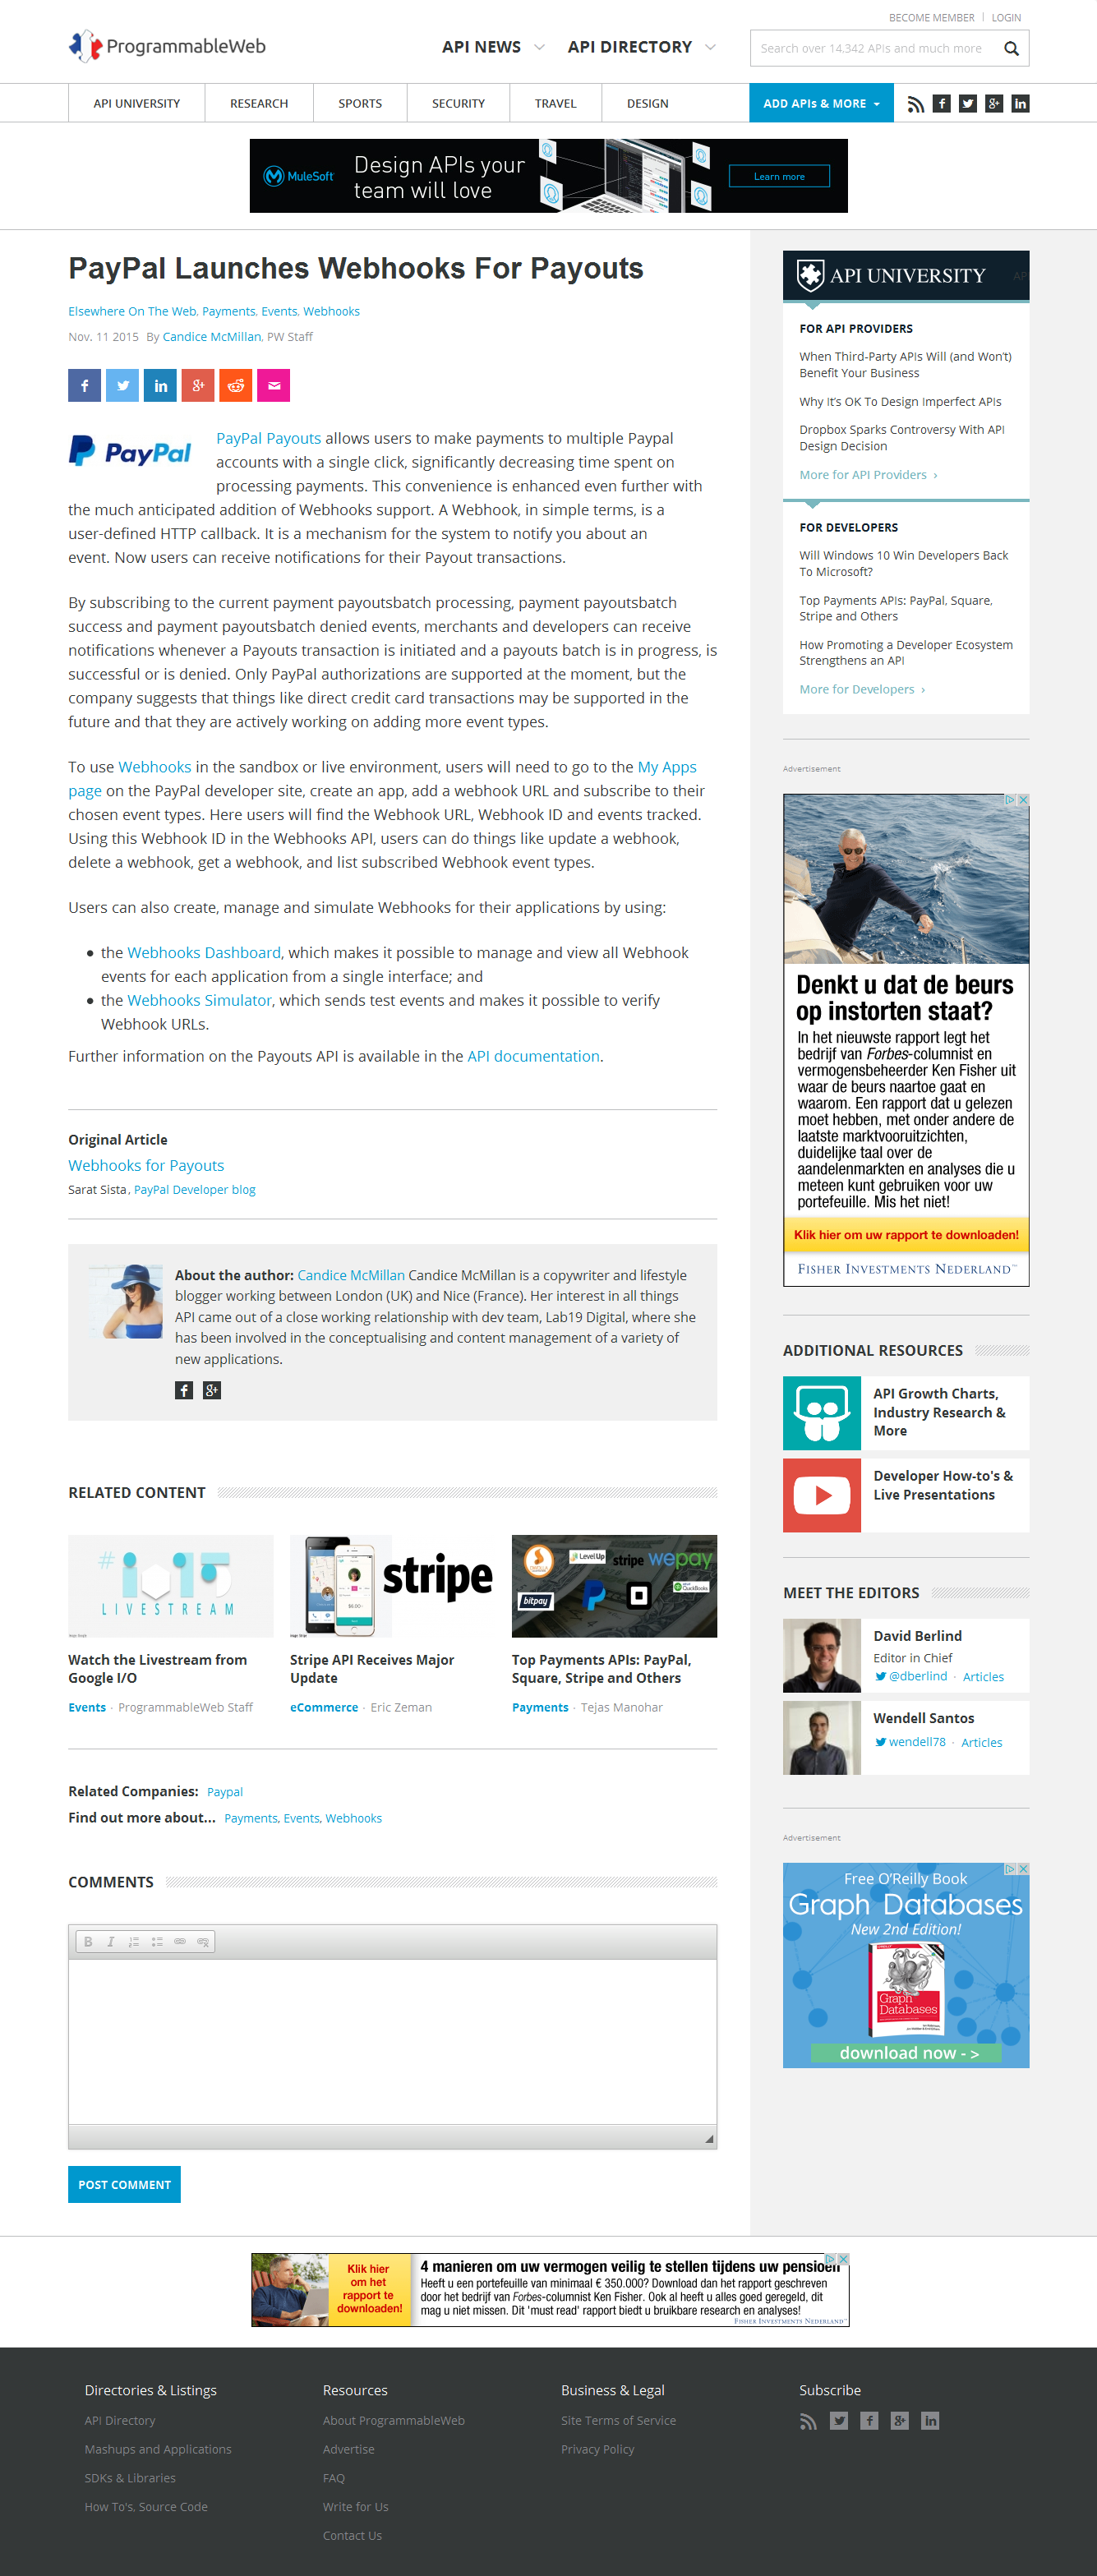 BECOME MEMBER | LOGIN
ProgrammableWeb
API NEWS
API DIRECTORY
Search over 14,342 APIs and much more
API UNIVERSITY
RESEARCH
SPORTS
SECURITY
TRAVEL
DESIGN
ADD APIs & MORE
MuleSoft
Design APIs your
team will love
Learn more
PayPal Launches Webhooks For Payouts
Elsewhere On The Web, Payments, Events, Webhooks
Nov. 11 2015 By Candice McMillan, PW Staff
PayPal
PayPal Payouts allows users to make payments to multiple Paypal
accounts with a single click, significantly decreasing time spent on
processing payments. This convenience is enhanced even further with
the much anticipated addition of Webhooks support. A Webhook, in simple terms, is a
user-defined HTTP callback. It is a mechanism for the system to notify you about an
event. Now users can receive notifications for their Payout transactions.
By subscribing to the current payment payoutsbatch processing, payment payoutsbatch
success and payment payoutsbatch denied events, merchants and developers can receive
notifications whenever a Payouts transaction is initiated and a payouts batch is in progress, is
successful or is denied. Only PayPal authorizations are supported at the moment, but the
company suggests that things like direct credit card transactions may be supported in the
future and that they are actively working on adding more event types.
To use Webhooks in the sandbox or live environment, users will need to go to the My Apps
page on the PayPal developer site, create an app, add a webhook URL and subscribe to their
chosen event types. Here users will find the Webhook URL, Webhook ID and events tracked.
Using this Webhook ID in the Webhooks API, users can do things like update a webhook,
delete a webhook, get a webhook, and list subscribed Webhook event types.
Users can also create, manage and simulate Webhooks for their applications by using:
• the Webhooks Dashboard, which makes it possible to manage and view all Webhook
events for each application from a single interface; and
• the Webhooks Simulator, which sends test events and makes it possible to verify
Webhook URLs.
Further information on the Payouts API is available in the API documentation.
Original Article
Webhooks for Payouts
Sarat Sista, PayPal Developer blog
About the author: Candice McMillan Candice McMillan is a copywriter and lifestyle
blogger working between London (UK) and Nice (France). Her interest in all things
API came out of a close working relationship with dev team, Lab19 Digital, where she
has been involved in the conceptualising and content management of a variety of
new applications.
RELATED CONTENT
#io15
LIVESTREAM
Watch the Livestream from
Google I/O
Events · ProgrammableWeb Staff
stripe
Stripe API Receives Major
Update
eCommerce · Eric Zeman
LevelUp
stripe
wepay
bitpay
QuickBooks
Top Payments APIs: PayPal,
Square, Stripe and Others
Payments · Tejas Manohar
Related Companies: Paypal
Find out more about... Payments, Events, Webhooks
COMMENTS
POST COMMENT
API UNIVERSITY
FOR API PROVIDERS
When Third-Party APIs Will (and Won't)
Benefit Your Business
Why It's OK To Design Imperfect APIs
Dropbox Sparks Controversy With API
Design Decision
More for API Providers ›
FOR DEVELOPERS
Will Windows 10 Win Developers Back
To Microsoft?
Top Payments APIs: PayPal, Square,
Stripe and Others
How Promoting a Developer Ecosystem
Strengthens an API
More for Developers ›
Advertisement
Denkt u dat de beurs
op instorten staat?
In het nieuwste rapport legt het
bedrijf van Forbes-columnist en
vermogensbeheerder Ken Fisher uit
waar de beurs naartoe gaat en
waarom. Een rapport dat u gelezen
moet hebben, met onder andere de
laatste marktvooruitzichten,
duidelijke taal over de
aandelenmarkten en analyses die u
meteen kunt gebruiken voor uw
portefeuille. Mis het niet!
Klik hier om uw rapport te downloaden!
FISHER INVESTMENTS NEDERLAND™
ADDITIONAL RESOURCES
API Growth Charts,
Industry Research &
More
Developer How-to's &
Live Presentations
MEET THE EDITORS
David Berlind
Editor in Chief
@dberlind · Articles
Wendell Santos
wendell78 · Articles
Advertisement
Free O'Reilly Book
Graph Databases
New 2nd Edition!
Graph
Databases
download now - >
Klik hier
om het
rapport te
downloaden!
4 manieren om uw vermogen veilig te stellen tijdens uw pensioen
Heeft u een portefeuille van minimaal € 350.000? Download dan het rapport geschreven
door het bedrijf van Forbes-columnist Ken Fisher. Ook al heeft u alles goed geregeld, dit
mag u niet missen. Dit 'must read' rapport biedt u bruikbare research en analyses!
FISHER INVESTMENTS NEDERLAND™
Directories & Listings
API Directory
Mashups and Applications
SDKs & Libraries
How To's, Source Code
Resources
About ProgrammableWeb
Advertise
FAQ
Write for Us
Contact Us
Business & Legal
Site Terms of Service
Privacy Policy
Subscribe